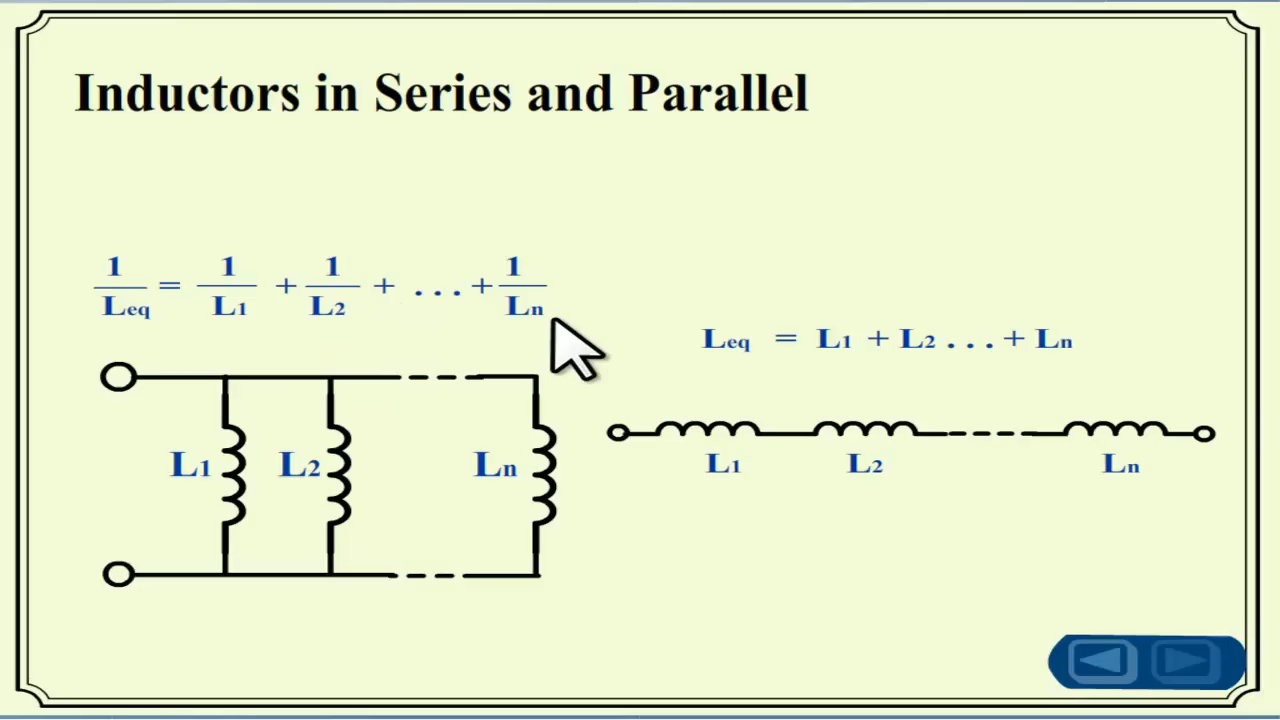 Inductors in Series and Parallel
1/Leq = 1/L1 + 1/L2 + . . . + 1/Ln
Leq = L1 + L2 . . . + Ln
L1 L2 Ln
L1 L2 Ln